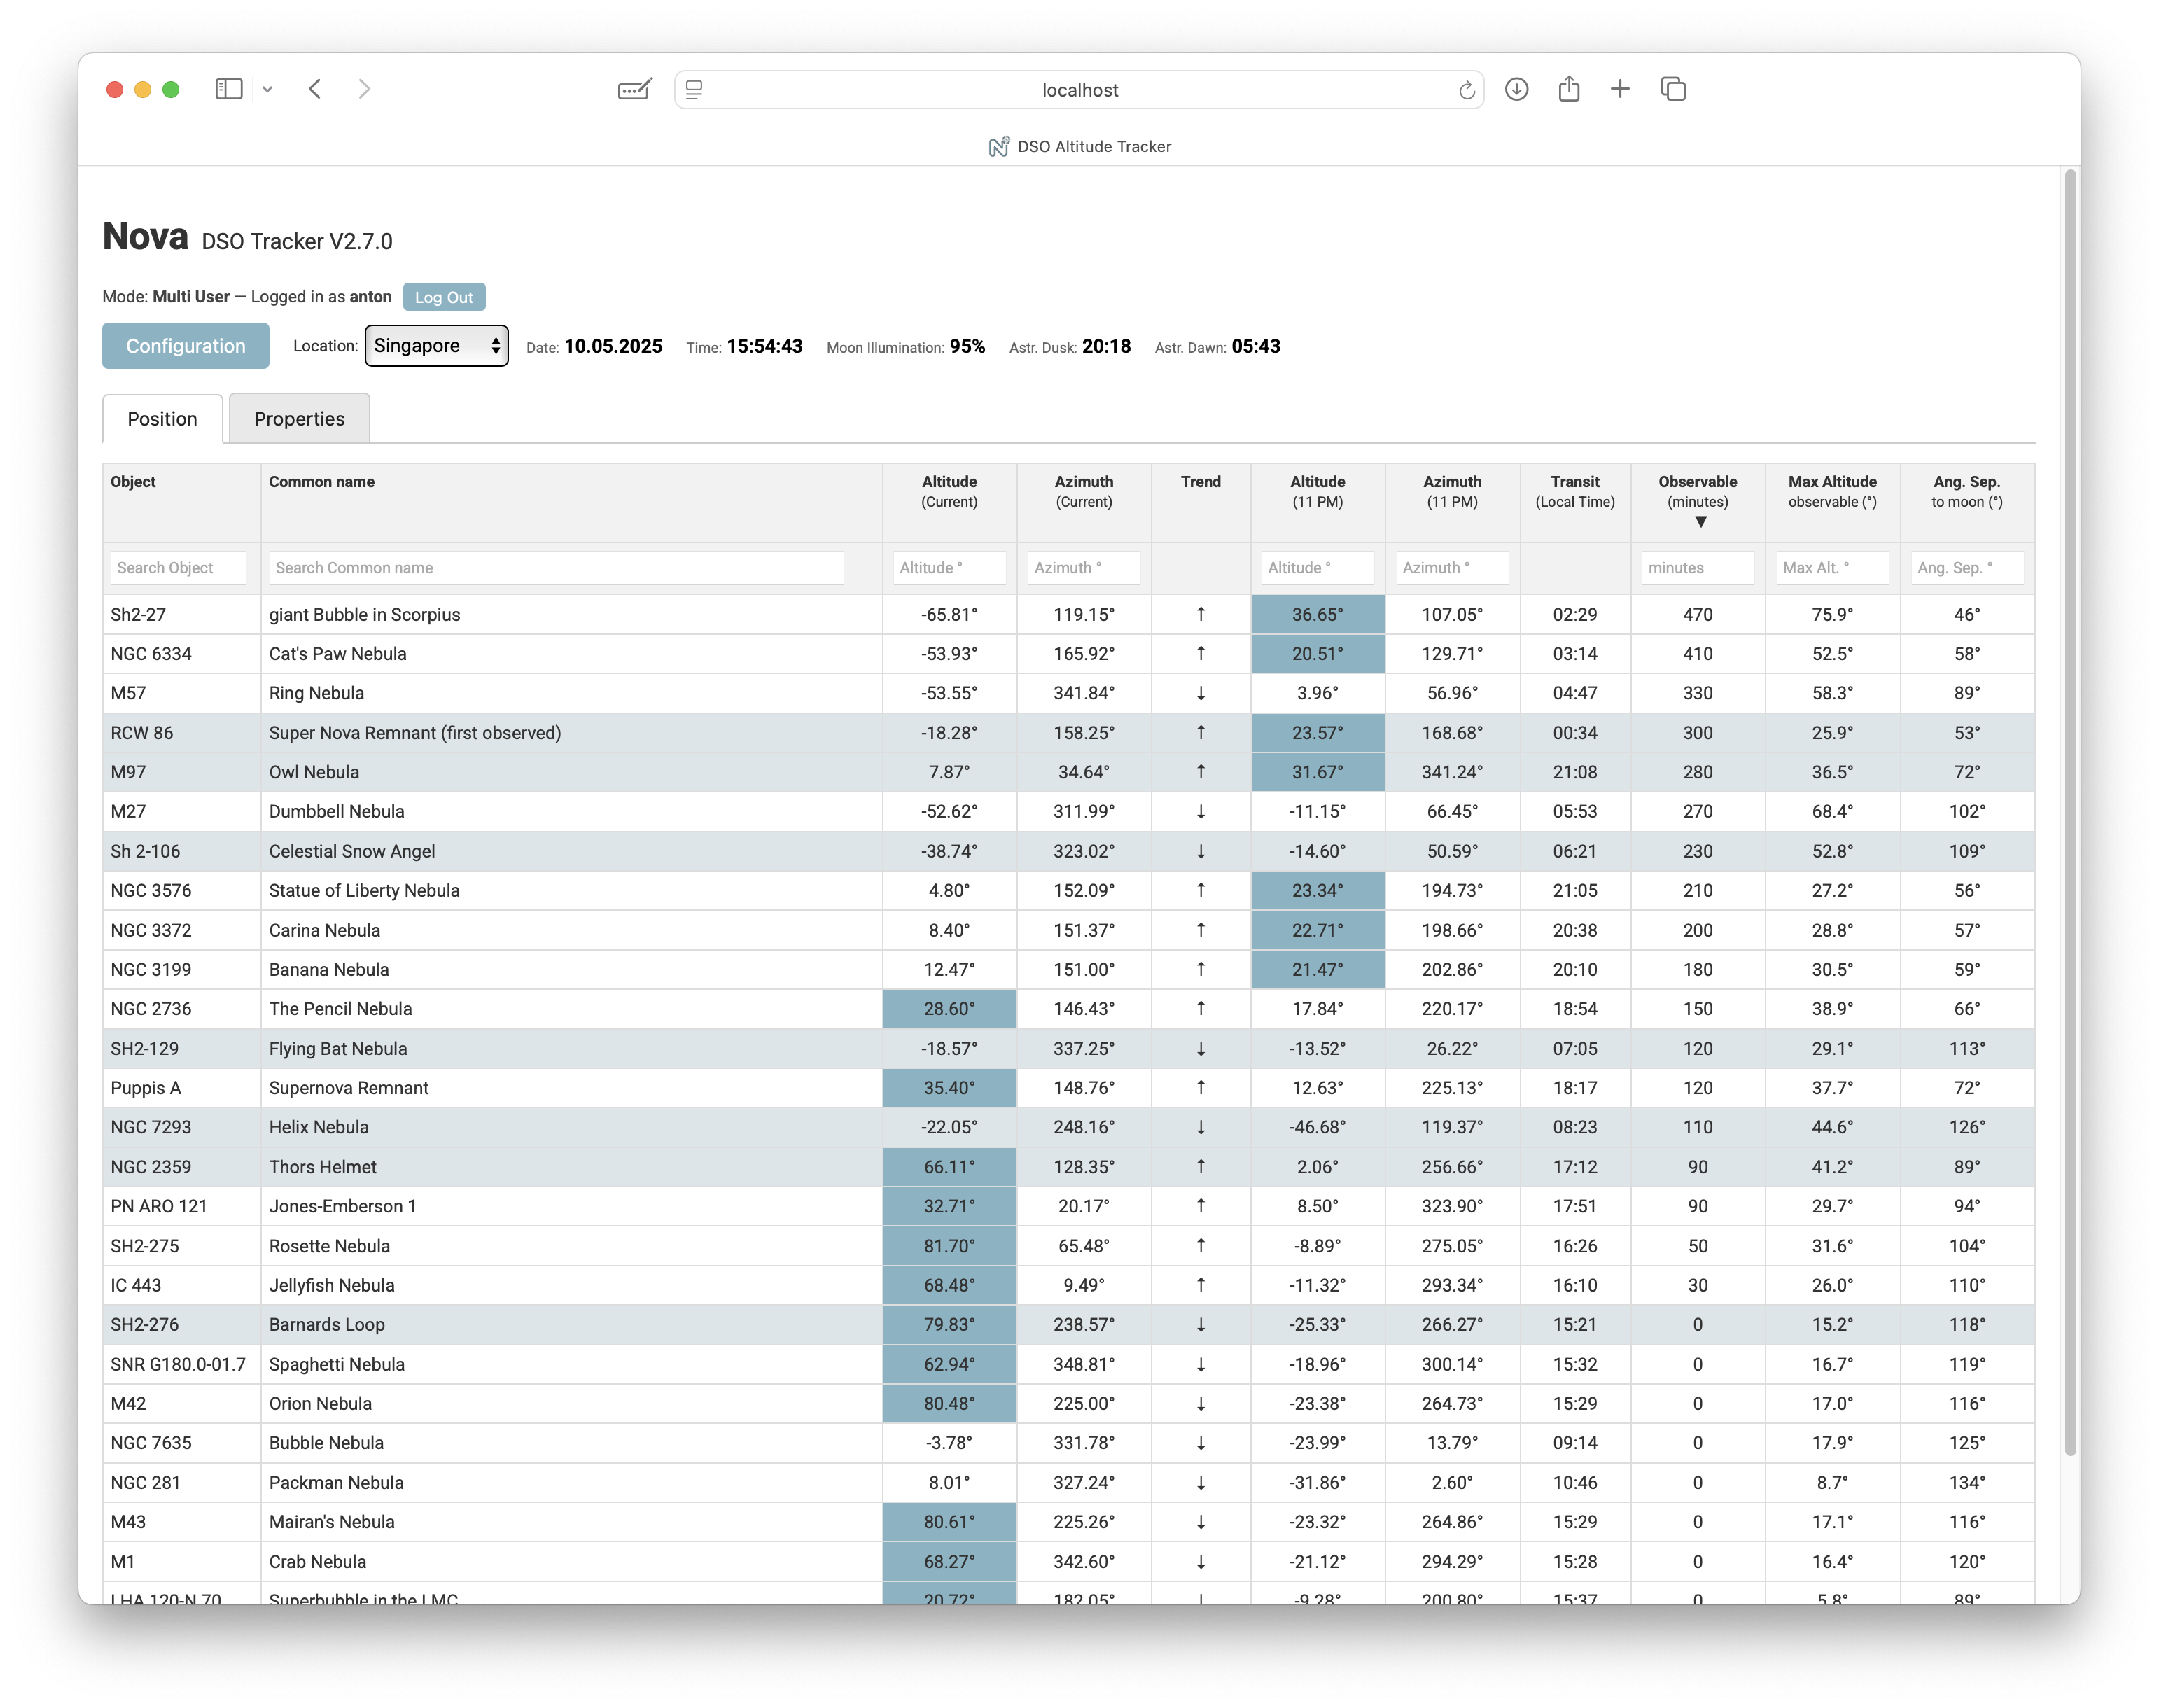 localhost
DSO Altitude Tracker
Nova DSO Tracker V2.7.0
Mode: Multi User — Logged in as anton Log Out
Configuration Location: Singapore Date: 10.05.2025 Time: 15:54:43 Moon Illumination: 95% Astr. Dusk: 20:18 Astr. Dawn: 05:43
Position Properties
Object Common name Altitude Azimuth Trend Altitude Azimuth Transit Observable Max Altitude Ang. Sep.
(Current) (Current) (11 PM) (11 PM) (Local Time) (minutes) observable (°) to moon (°)
▼
Search Object Search Common name Altitude ° Azimuth ° Altitude ° Azimuth ° minutes Max Alt. ° Ang. Sep. °
Sh2-27 giant Bubble in Scorpius -65.81° 119.15° ↑ 36.65° 107.05° 02:29 470 75.9° 46°
NGC 6334 Cat's Paw Nebula -53.93° 165.92° ↑ 20.51° 129.71° 03:14 410 52.5° 58°
M57 Ring Nebula -53.55° 341.84° ↓ 3.96° 56.96° 04:47 330 58.3° 89°
RCW 86 Super Nova Remnant (first observed) -18.28° 158.25° ↑ 23.57° 168.68° 00:34 300 25.9° 53°
M97 Owl Nebula 7.87° 34.64° ↑ 31.67° 341.24° 21:08 280 36.5° 72°
M27 Dumbbell Nebula -52.62° 311.99° ↓ -11.15° 66.45° 05:53 270 68.4° 102°
Sh 2-106 Celestial Snow Angel -38.74° 323.02° ↓ -14.60° 50.59° 06:21 230 52.8° 109°
NGC 3576 Statue of Liberty Nebula 4.80° 152.09° ↑ 23.34° 194.73° 21:05 210 27.2° 56°
NGC 3372 Carina Nebula 8.40° 151.37° ↑ 22.71° 198.66° 20:38 200 28.8° 57°
NGC 3199 Banana Nebula 12.47° 151.00° ↑ 21.47° 202.86° 20:10 180 30.5° 59°
NGC 2736 The Pencil Nebula 28.60° 146.43° ↑ 17.84° 220.17° 18:54 150 38.9° 66°
SH2-129 Flying Bat Nebula -18.57° 337.25° ↓ -13.52° 26.22° 07:05 120 29.1° 113°
Puppis A Supernova Remnant 35.40° 148.76° ↑ 12.63° 225.13° 18:17 120 37.7° 72°
NGC 7293 Helix Nebula -22.05° 248.16° ↓ -46.68° 119.37° 08:23 110 44.6° 126°
NGC 2359 Thors Helmet 66.11° 128.35° ↑ 2.06° 256.66° 17:12 90 41.2° 89°
PN ARO 121 Jones-Emberson 1 32.71° 20.17° ↑ 8.50° 323.90° 17:51 90 29.7° 94°
SH2-275 Rosette Nebula 81.70° 65.48° ↑ -8.89° 275.05° 16:26 50 31.6° 104°
IC 443 Jellyfish Nebula 68.48° 9.49° ↑ -11.32° 293.34° 16:10 30 26.0° 110°
SH2-276 Barnards Loop 79.83° 238.57° ↓ -25.33° 266.27° 15:21 0 15.2° 118°
SNR G180.0-01.7 Spaghetti Nebula 62.94° 348.81° ↓ -18.96° 300.14° 15:32 0 16.7° 119°
M42 Orion Nebula 80.48° 225.00° ↓ -23.38° 264.73° 15:29 0 17.0° 116°
NGC 7635 Bubble Nebula -3.78° 331.78° ↓ -23.99° 13.79° 09:14 0 17.9° 125°
NGC 281 Packman Nebula 8.01° 327.24° ↓ -31.86° 2.60° 10:46 0 8.7° 134°
M43 Mairan's Nebula 80.61° 225.26° ↓ -23.32° 264.86° 15:29 0 17.1° 116°
M1 Crab Nebula 68.27° 342.60° ↓ -21.12° 294.29° 15:28 0 16.4° 120°
LHA 120-N 70 Superbubble in the LMC 20.72° 182.05° ↓ -9.28° 200.80° 15:37 0 5.8° 89°